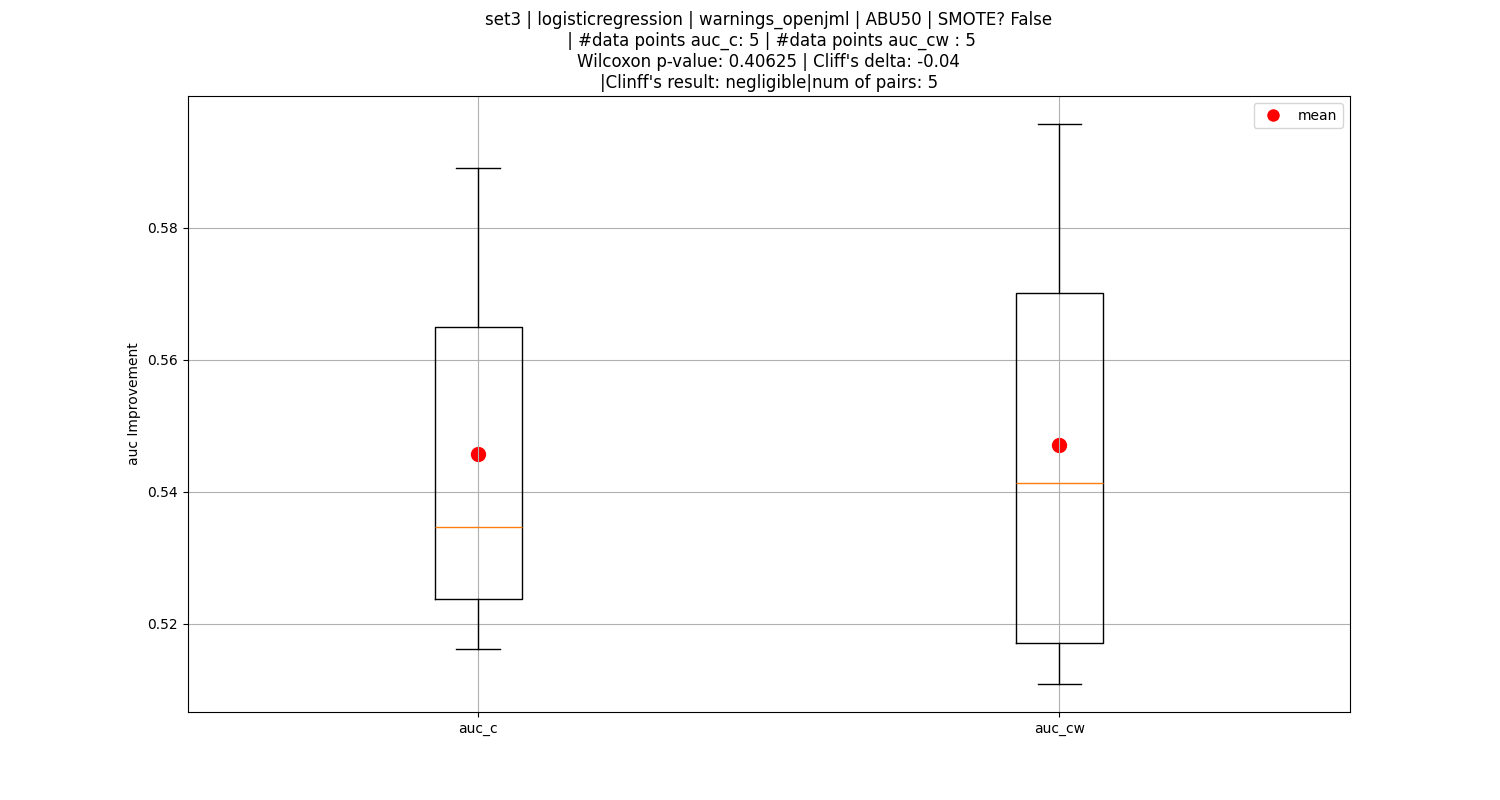 set3 | logisticregression | warnings_openjml | ABU50 | SMOTE? False
| #data points auc_c: 5 | #data points auc_cw : 5
Wilcoxon p-value: 0.40625 | Cliff's delta: -0.04
|Clinff's result: negligible|num of pairs: 5
mean
0.58
0.56
0.54
0.52
auc Improvement
auc_c
auc_cw